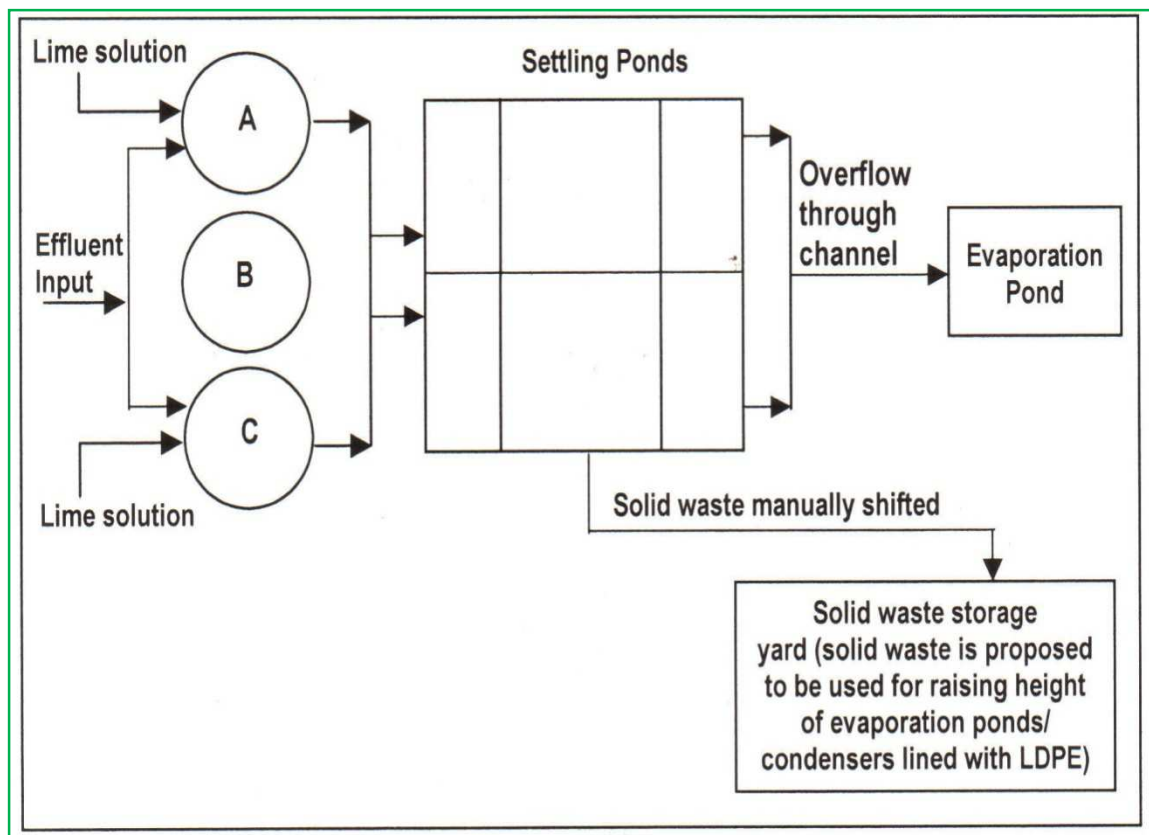 Lime solution
Settling Ponds
A
Effluent
Input
B
C
Lime solution
Overflow
through
channel
Evaporation
Pond
Solid waste manually shifted
Solid waste storage
yard (solid waste is proposed
to be used for raising height
of evaporation ponds/
condensers lined with LDPE)